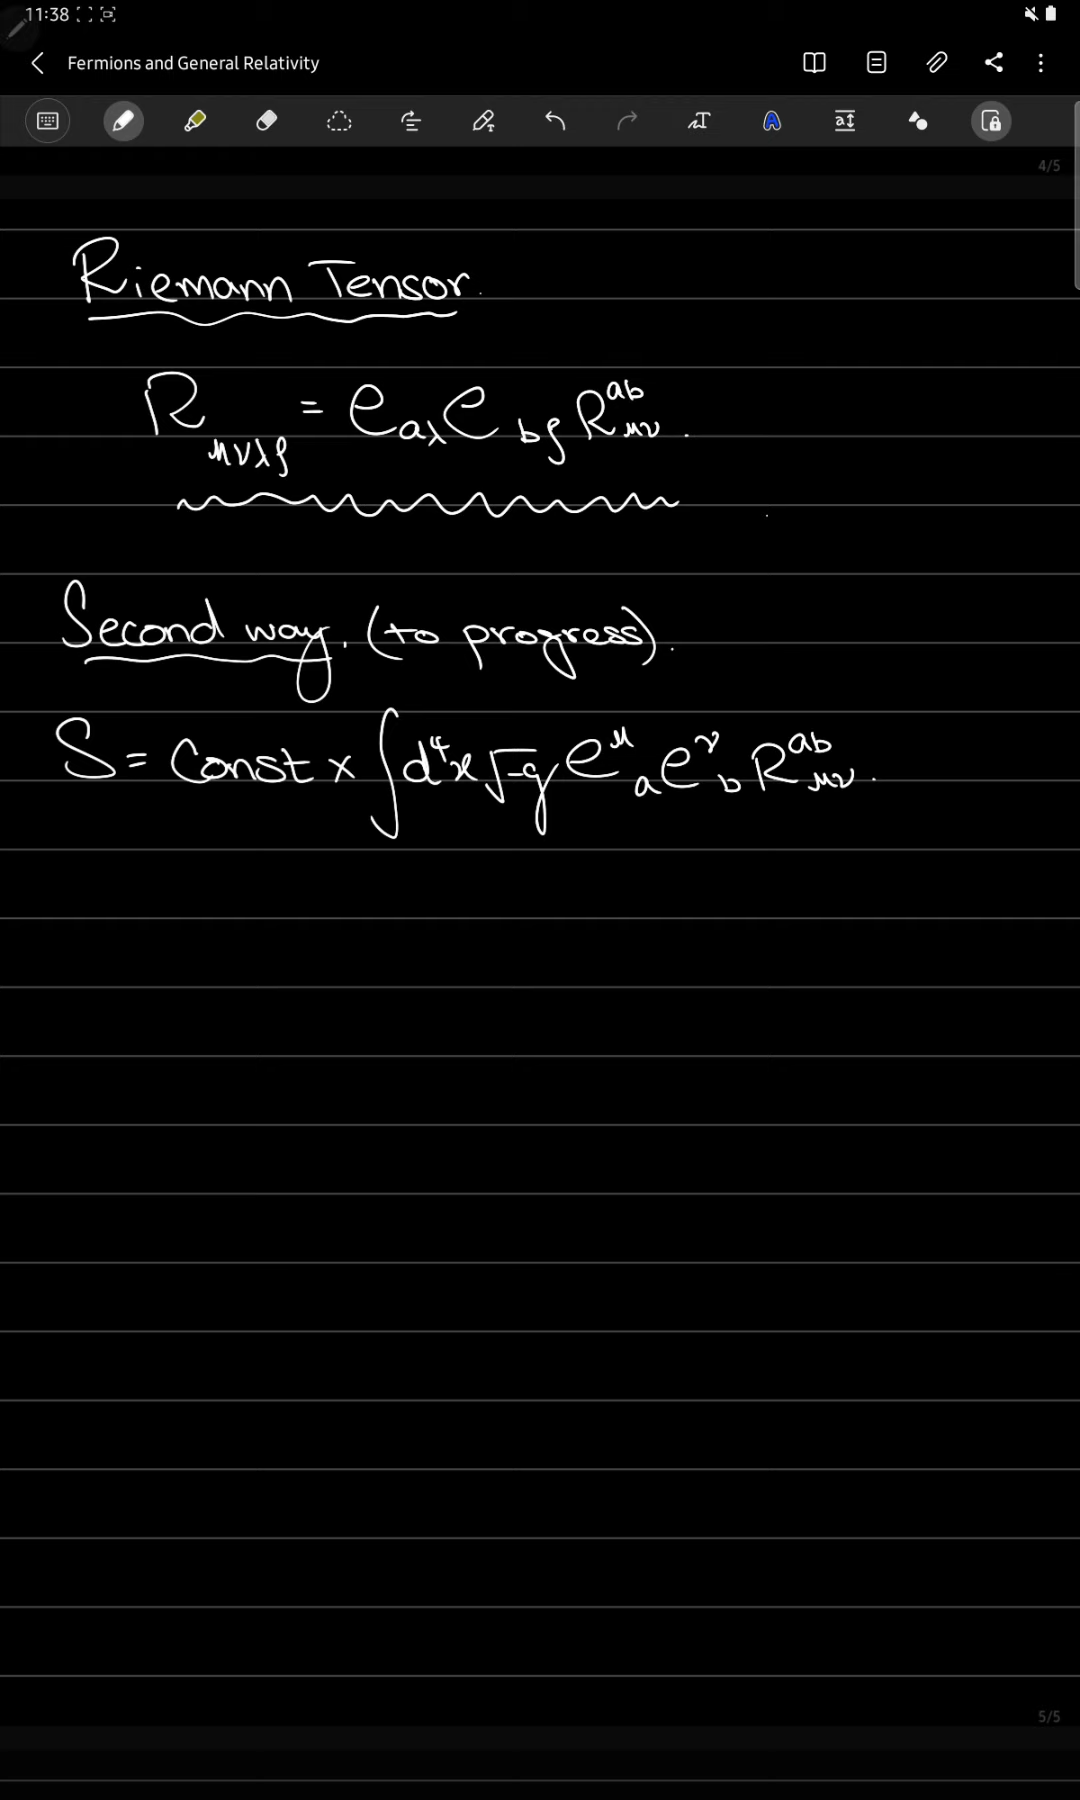 11:38
Fermions and General Relativity
4/5
Riemann Tensor.
R_{μνλρ} = e_{aλ} e_{bρ} R^{ab}_{μν}.
Second way. (to progress).
S = Const x ∫d⁴x √-g e^μ_a e^ν_b R^{ab}_{μν}.
5/5